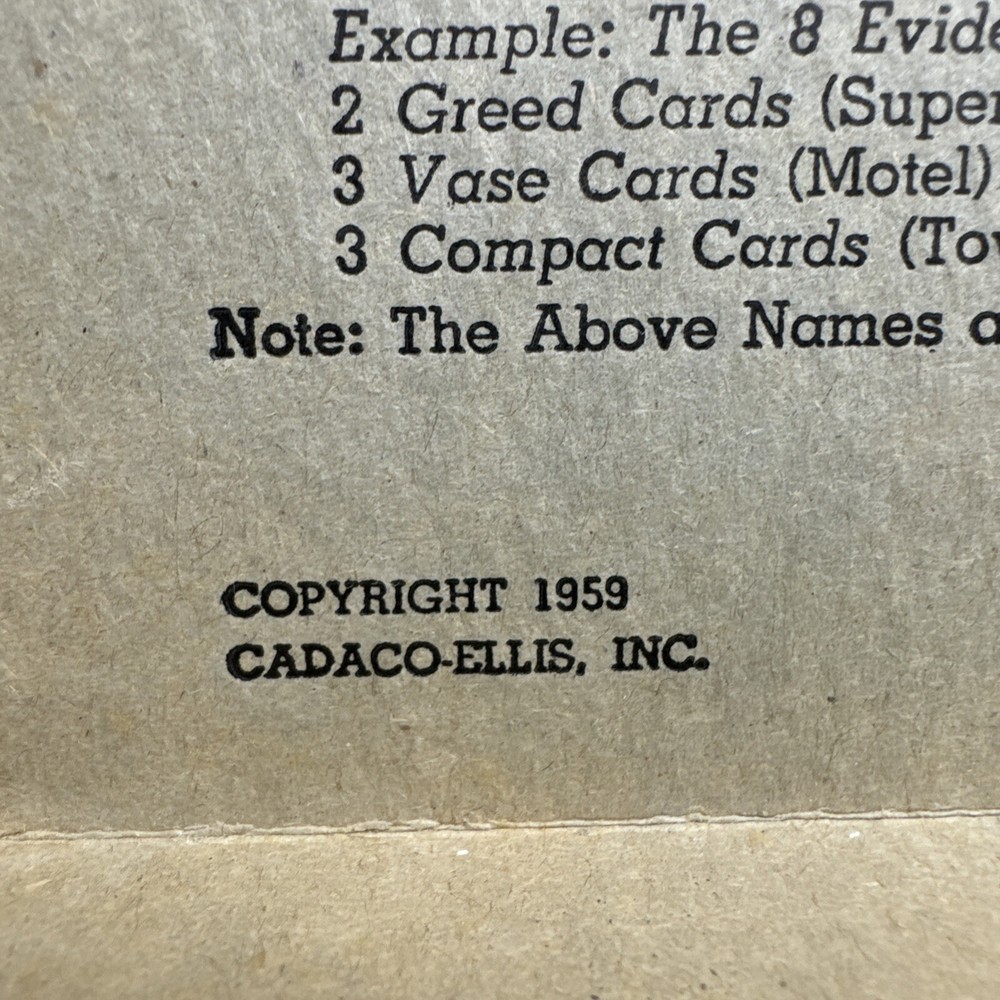 Example: The 8
2 Greed Cards
3 Vase Cards (Motel)
3 Compact Cards
Note: The Above Names
COPYRIGHT 1959
CADACO-ELLIS, INC.